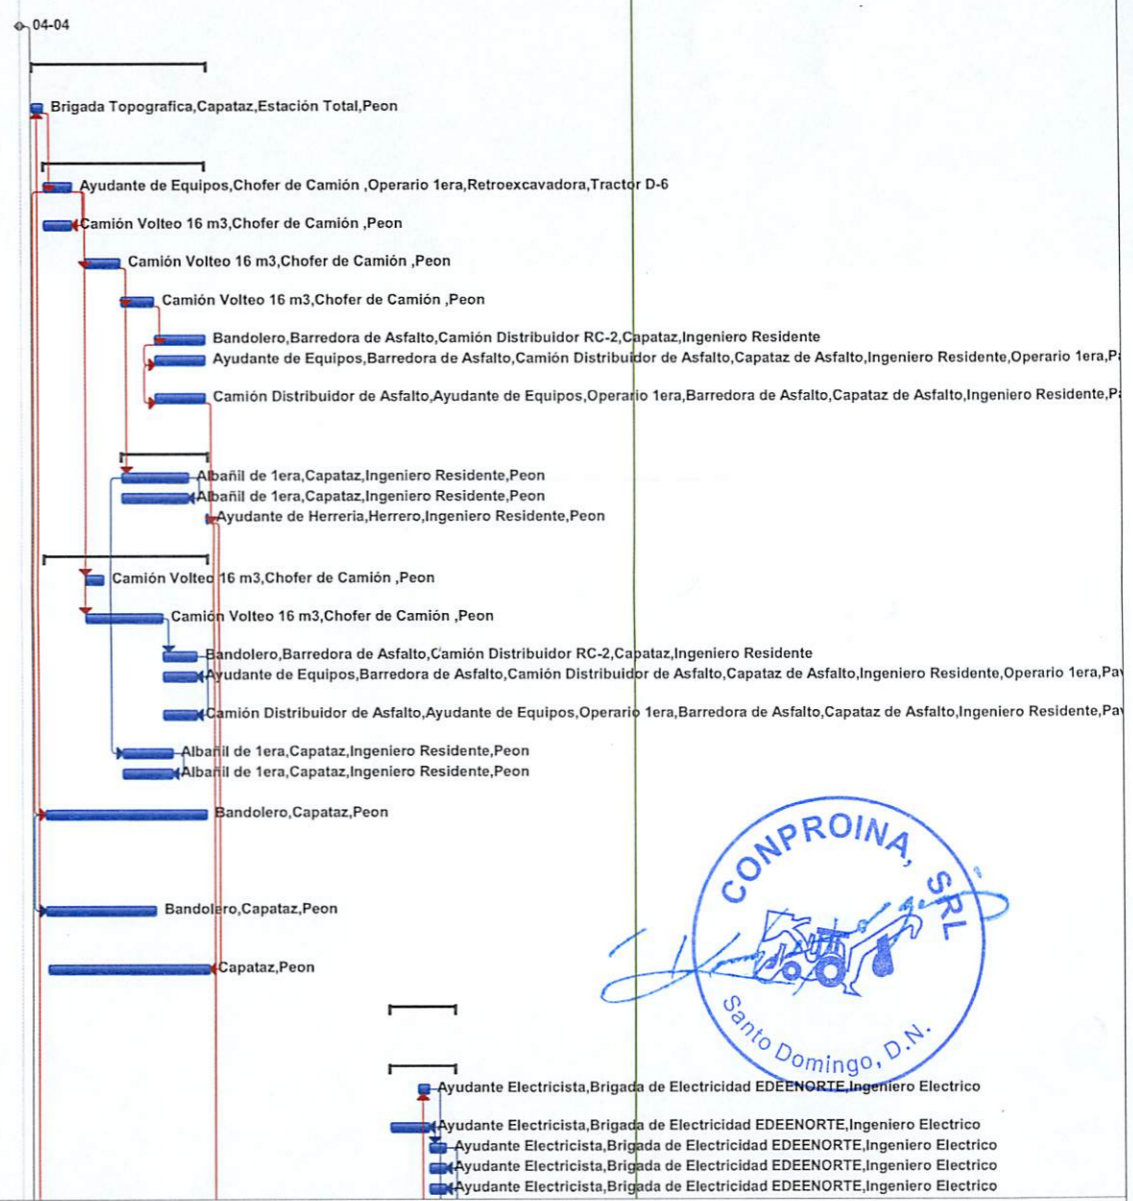 04-04
Brigada Topografica,Capataz,Estación Total,Peon
Ayudante de Equipos,Chofer de Camión ,Operario 1era,Retroexcavadora,Tractor D-6
Camión Volteo 16 m3,Chofer de Camión ,Peon
Camión Volteo 16 m3,Chofer de Camión ,Peon
Camión Volteo 16 m3,Chofer de Camión ,Peon
Bandolero,Barredora de Asfalto,Camión Distribuidor RC-2,Capataz,Ingeniero Residente
Ayudante de Equipos,Barredora de Asfalto,Camión Distribuidor de Asfalto,Capataz de Asfalto,Ingeniero Residente,Operario 1era,Pa
Camión Distribuidor de Asfalto,Ayudante de Equipos,Operario 1era,Barredora de Asfalto,Capataz de Asfalto,Ingeniero Residente,Pa
Albañil de 1era,Capataz,Ingeniero Residente,Peon
Albañil de 1era,Capataz,Ingeniero Residente,Peon
Ayudante de Herreria,Herrero,Ingeniero Residente,Peon
Camión Volteo 16 m3,Chofer de Camión ,Peon
Camión Volteo 16 m3,Chofer de Camión ,Peon
Bandolero,Barredora de Asfalto,Camión Distribuidor RC-2,Capataz,Ingeniero Residente
Ayudante de Equipos,Barredora de Asfalto,Camión Distribuidor de Asfalto,Capataz de Asfalto,Ingeniero Residente,Operario 1era,Pav
Camión Distribuidor de Asfalto,Ayudante de Equipos,Operario 1era,Barredora de Asfalto,Capataz de Asfalto,Ingeniero Residente,Pav
Albañil de 1era,Capataz,Ingeniero Residente,Peon
Albañil de 1era,Capataz,Ingeniero Residente,Peon
Bandolero,Capataz,Peon
Bandolero,Capataz,Peon
Capataz,Peon
CONPROINA, SRL
Santo Domingo, D.N.
Ayudante Electricista,Brigada de Electricidad EDEENORTE,Ingeniero Electrico
Ayudante Electricista,Brigada de Electricidad EDEENORTE,Ingeniero Electrico
Ayudante Electricista,Brigada de Electricidad EDEENORTE,Ingeniero Electrico
Ayudante Electricista,Brigada de Electricidad EDEENORTE,Ingeniero Electrico
Ayudante Electricista,Brigada de Electricidad EDEENORTE,Ingeniero Electrico